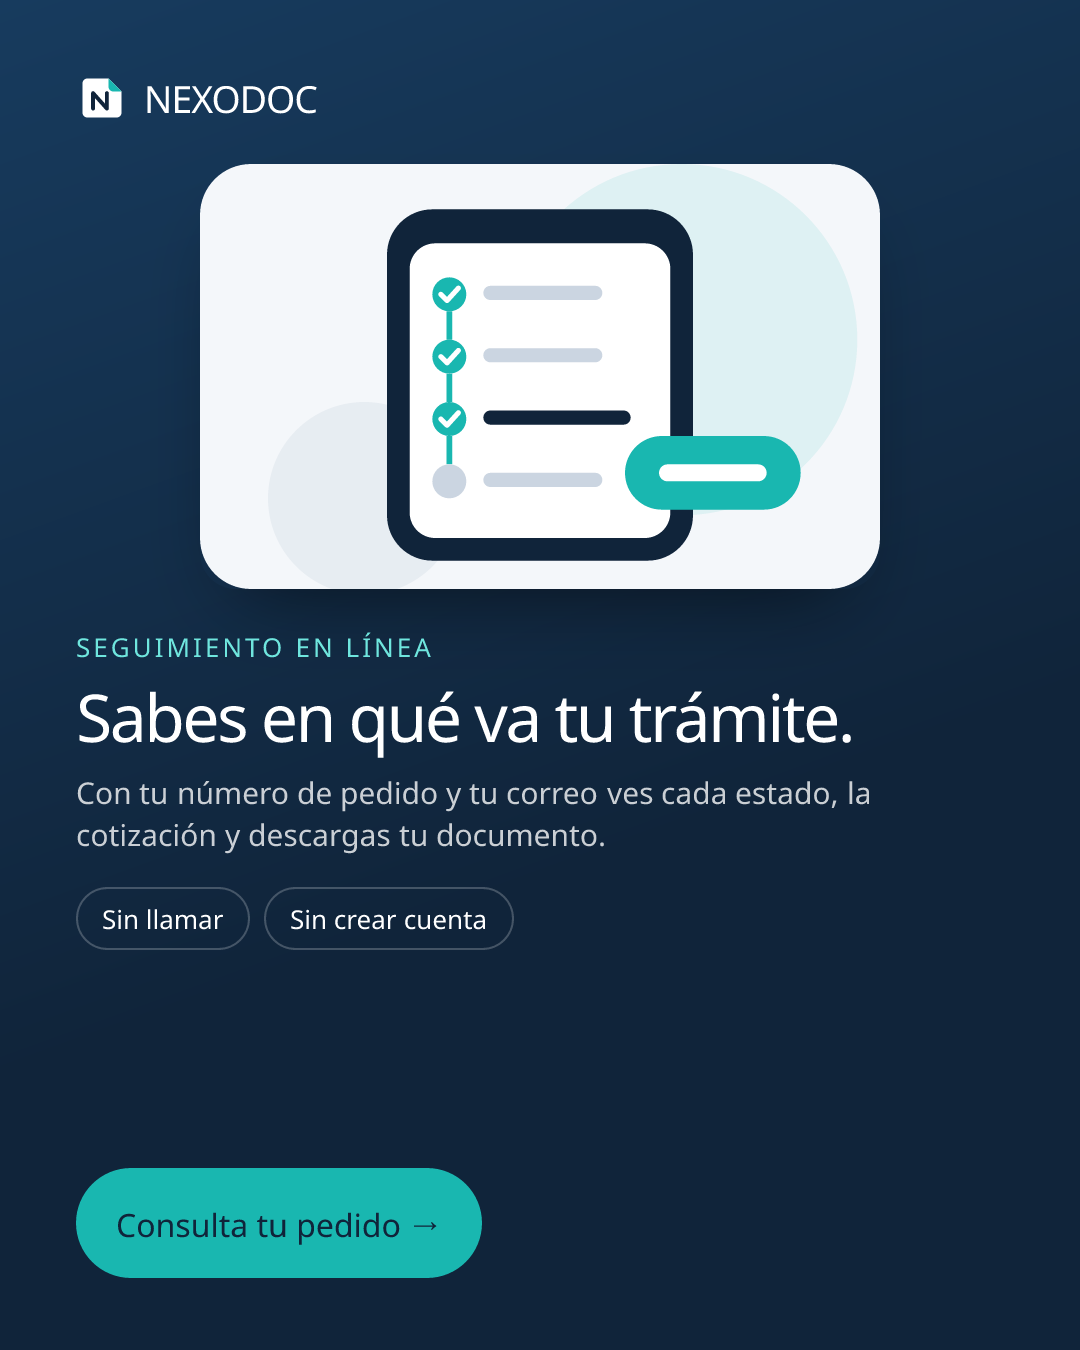 NEXODOC
SEGUIMIENTO EN LÍNEA
Sabes en qué va tu trámite.
Con tu número de pedido y tu correo ves cada estado, la
cotización y descargas tu documento.
Sin llamar
Sin crear cuenta
Consulta tu pedido →